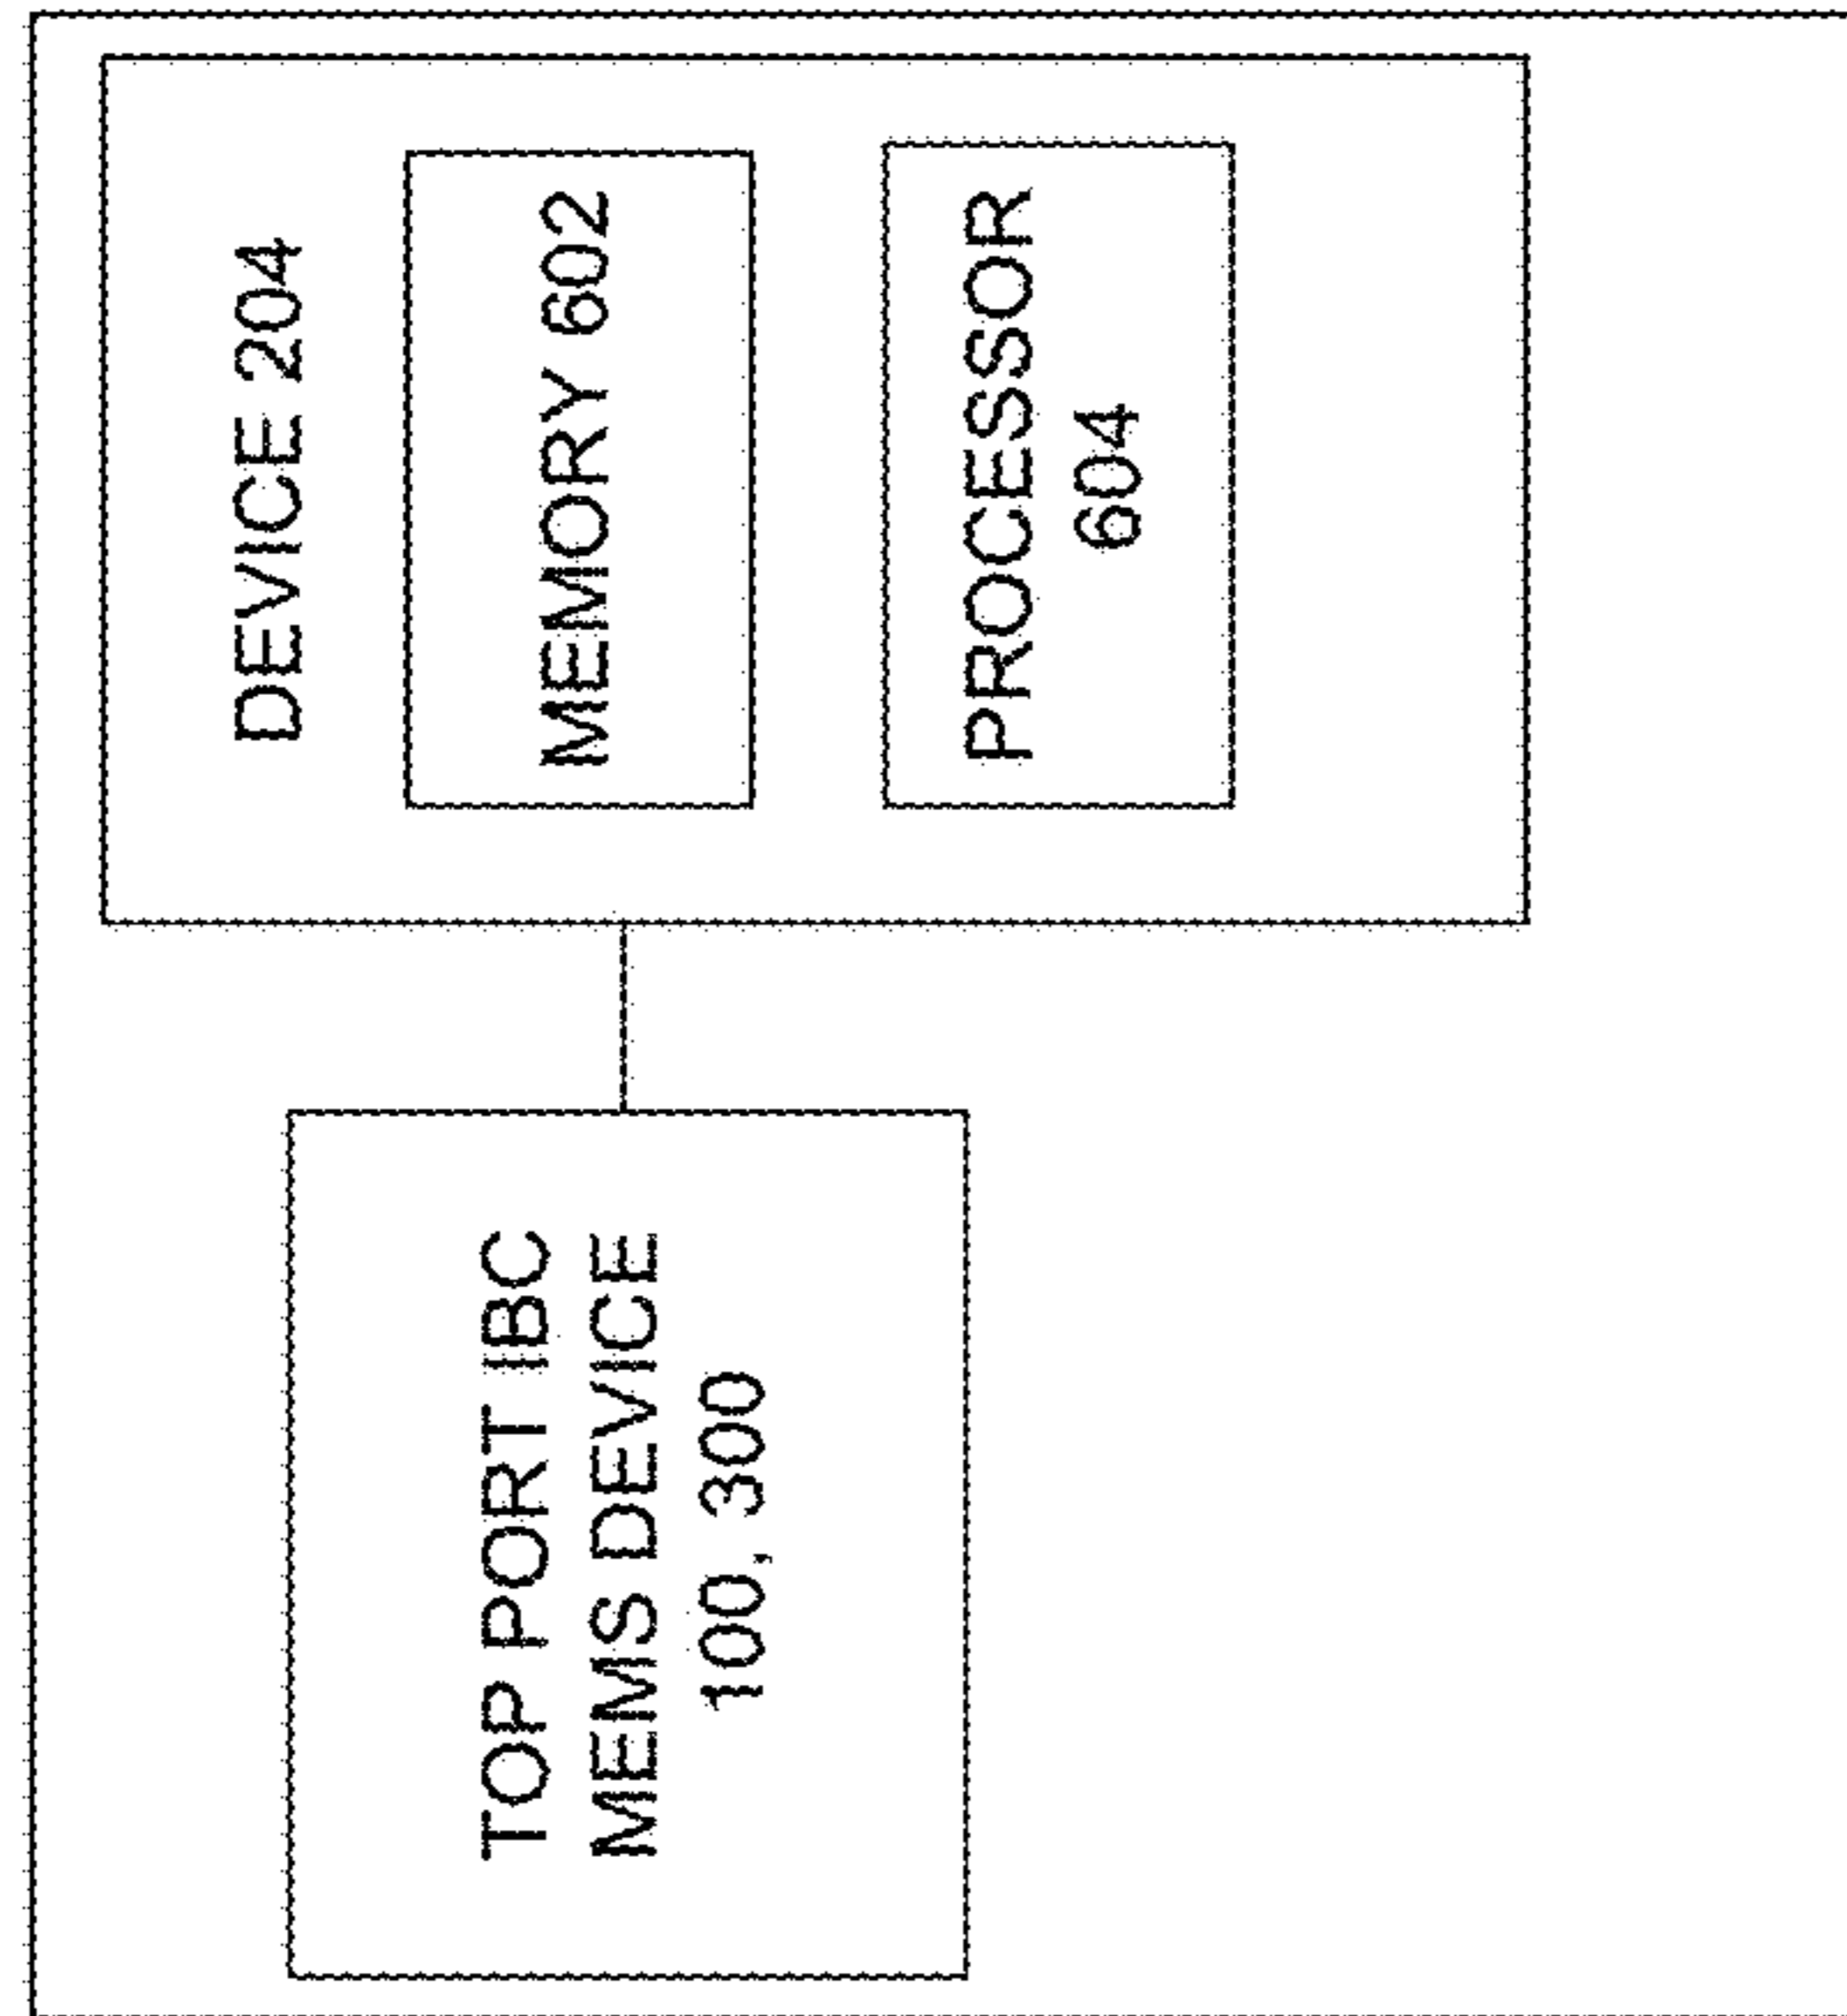 TOP PORT IBC
MEMS DEVICE
100, 300
DEVICE 204
MEMORY 602
PROCESSOR
604